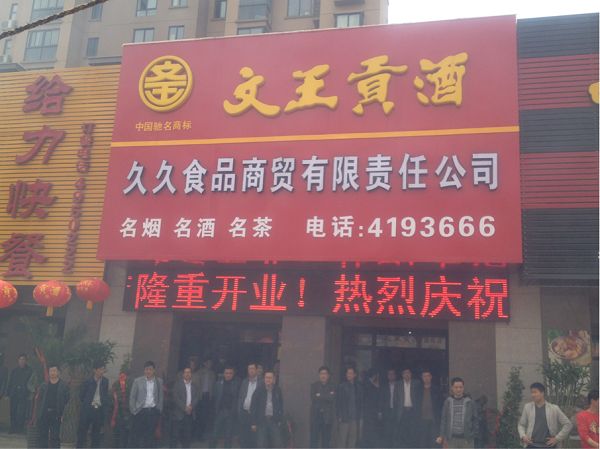 文王贡酒
中国驰名商标
久久食品商贸有限责任公司
名烟 名酒 名茶 电话:4193666
隆重开业！热烈庆祝
给力快餐